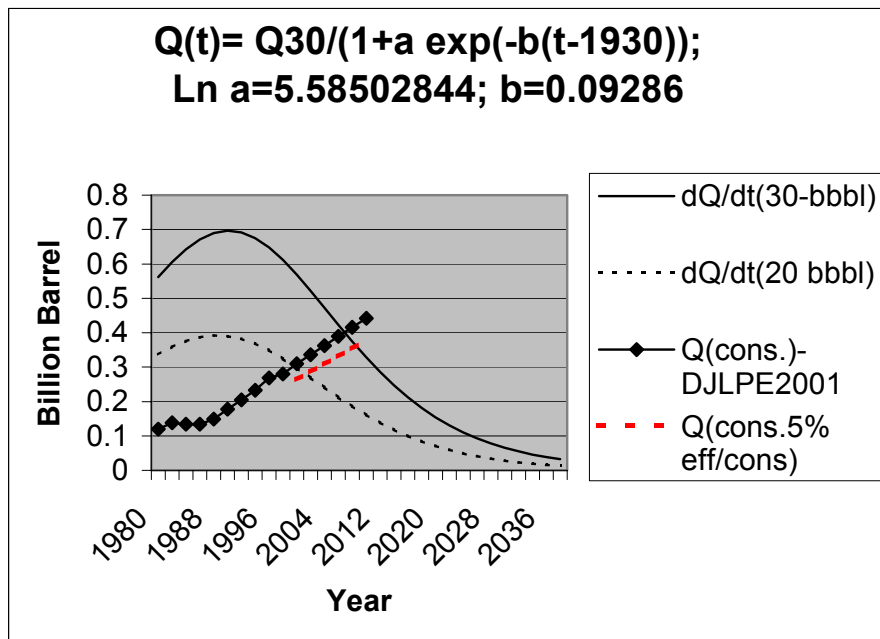 Q(t)= Q30/(1+a exp(-b(t-1930));
Ln a=5.58502844; b=0.09286
0.8
0.7
0.6
0.5
0.4
0.3
0.2
0.1
0
Billion Barrel
1980
1988
1996
2004
2012
2020
2028
2036
Year
dQ/dt(30-bbbl)
dQ/dt(20 bbbl)
Q(cons.)-
DJLPE2001
Q(cons.5%
eff/cons)